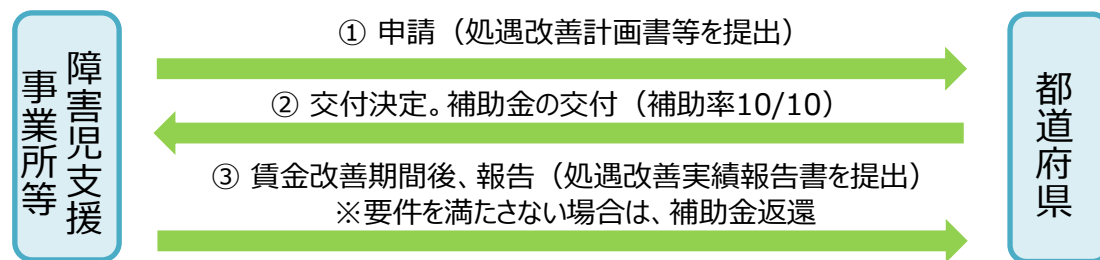 障害児支援
事業所等
① 申請（処遇改善計画書等を提出）
② 交付決定。補助金の交付（補助率10/10）
③ 賃金改善期間後、報告（処遇改善実績報告書を提出）
※要件を満たさない場合は、補助金返還
都道府県